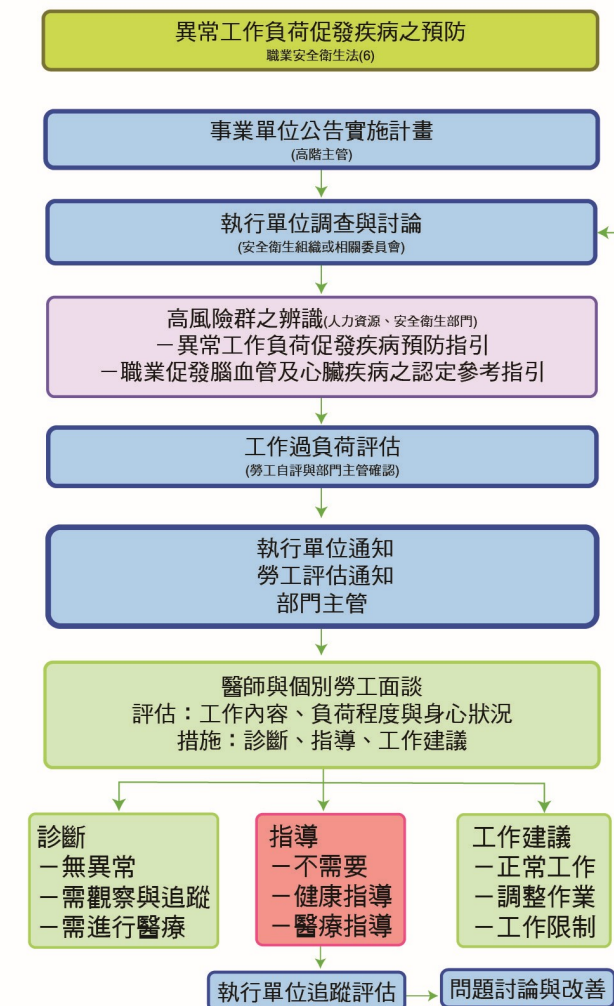 異常工作負荷促發疾病之預防
職業安全衛生法(6)
事業單位公告實施計畫
(高階主管)
執行單位調查與討論
(安全衛生組織或相關委員會)
高風險群之辨識(人力資源、安全衛生部門)
－異常工作負荷促發疾病預防指引
－職業促發腦血管及心臟疾病之認定參考指引
工作過負荷評估
(勞工自評與部門主管確認)
執行單位通知
勞工評估通知
部門主管
醫師與個別勞工面談
評估：工作內容、負荷程度與身心狀況
措施：診斷、指導、工作建議
診斷
－無異常
－需觀察與追蹤
－需進行醫療
指導
－不需要
－健康指導
－醫療指導
工作建議
－正常工作
－調整作業
－工作限制
執行單位追蹤評估
問題討論與改善